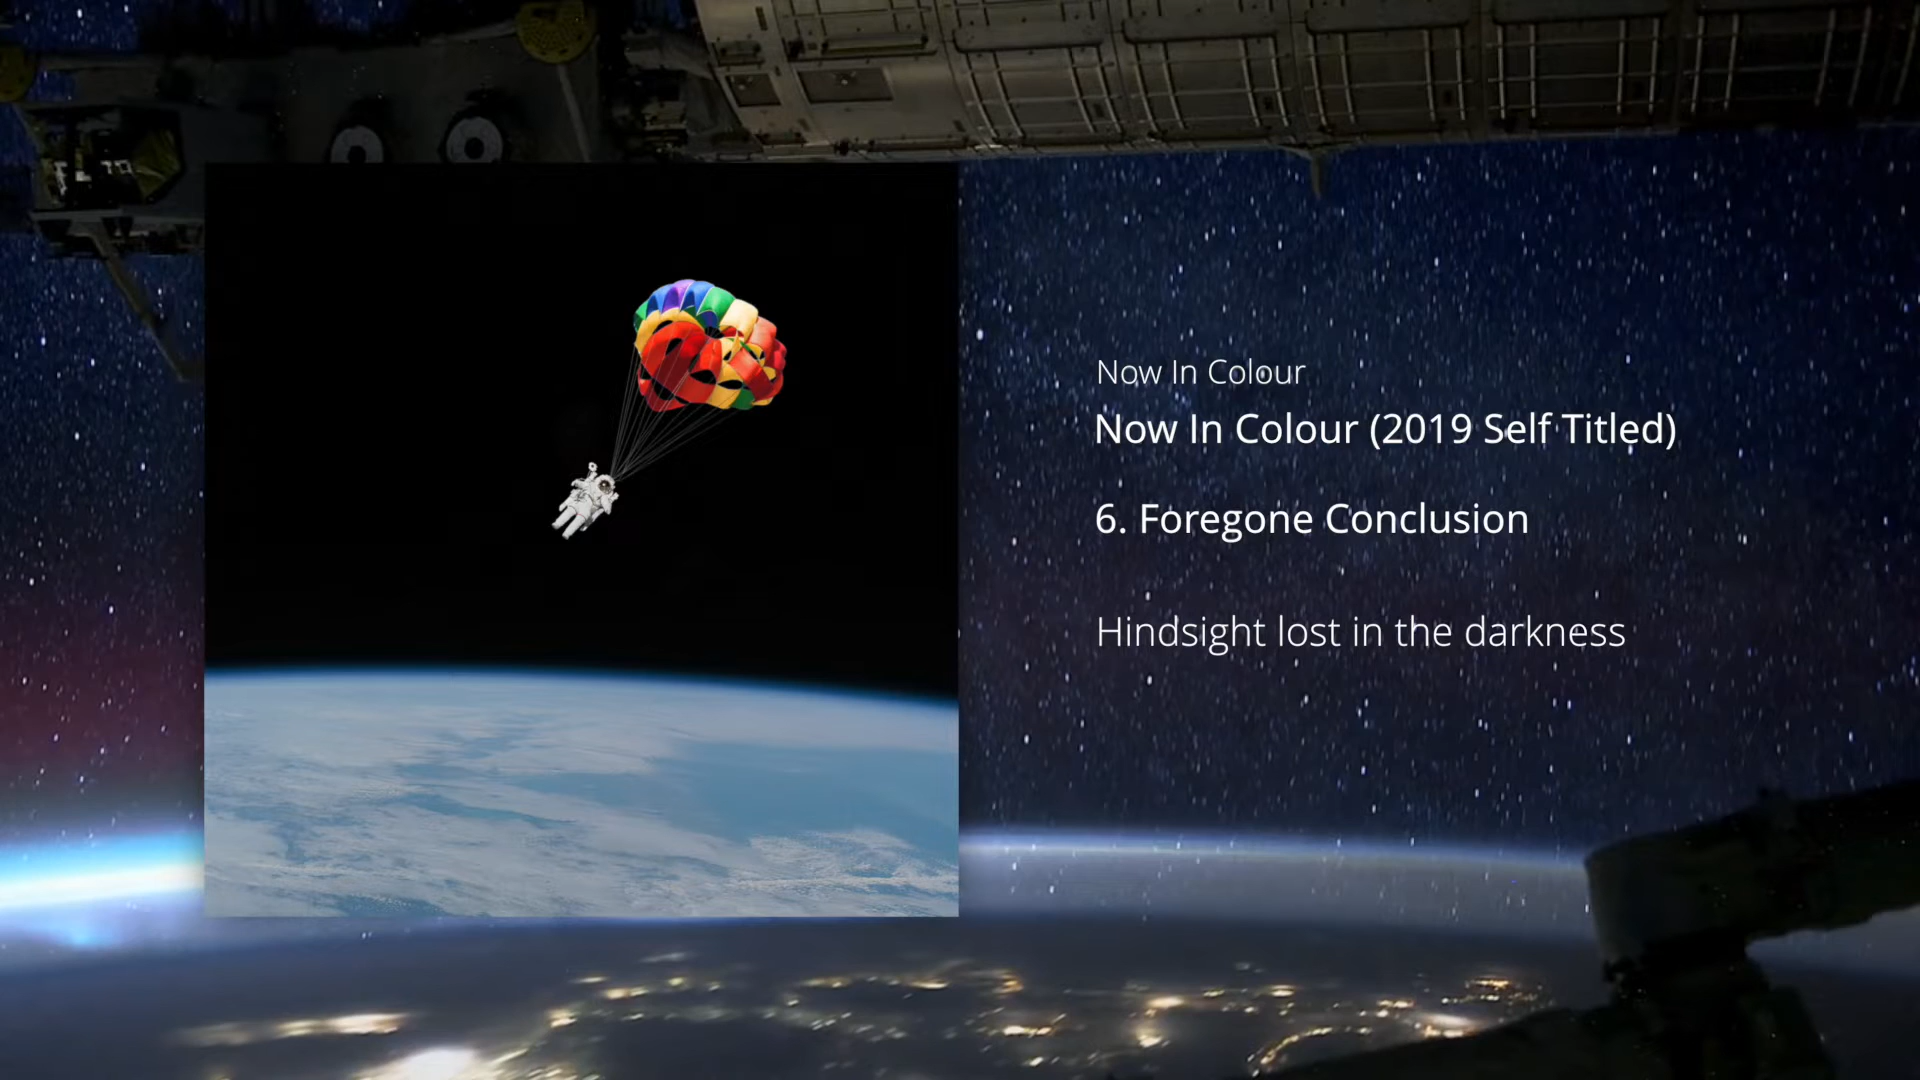 Now In Colour
Now In Colour (2019 Self Titled)
6. Foregone Conclusion
Hindsight lost in the darkness